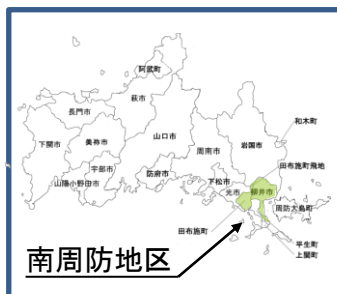 阿武町
萩市
長門市
和木町
下関市
美祢市
山口市
周南市
岩国市
宇部市
田布施町飛地
山陽小野田市
防府市
下松市
光市
柳井市
周防大島町
田布施町
平生町
上関町
南周防地区